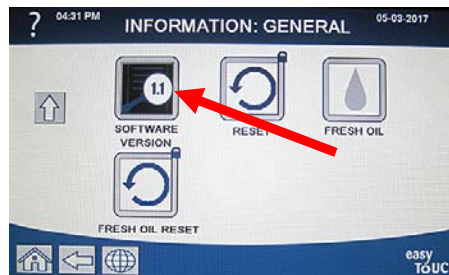 ? 04:31 PM INFORMATION: GENERAL 05-03-2017
1.1
SOFTWARE VERSION
RESET
FRESH OIL
FRESH OIL RESET
easy
ToUC